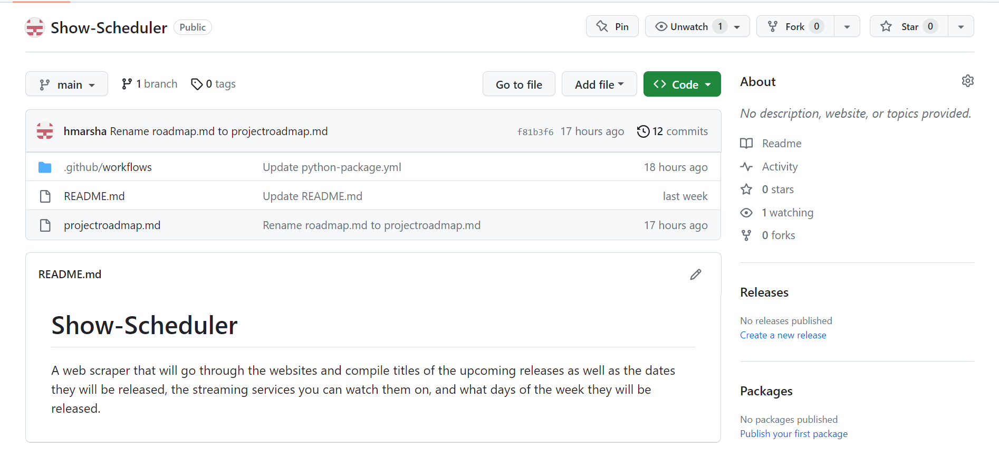 Show-Scheduler Public Pin Unwatch 1 Fork 0 Star 0
main 1 branch 0 tags Go to file Add file Code
hmarsha Rename roadmap.md to projectroadmap.md f81b3f6 17 hours ago 12 commits
.github/workflows Update python-package.yml 18 hours ago
README.md Update README.md last week
projectroadmap.md Rename roadmap.md to projectroadmap.md 17 hours ago
README.md
Show-Scheduler
A web scraper that will go through the websites and compile titles of the upcoming releases as well as the dates
they will be released, the streaming services you can watch them on, and what days of the week they will be
released.
About
No description, website, or topics provided.
Readme
Activity
0 stars
1 watching
0 forks
Releases
No releases published
Create a new release
Packages
No packages published
Publish your first package